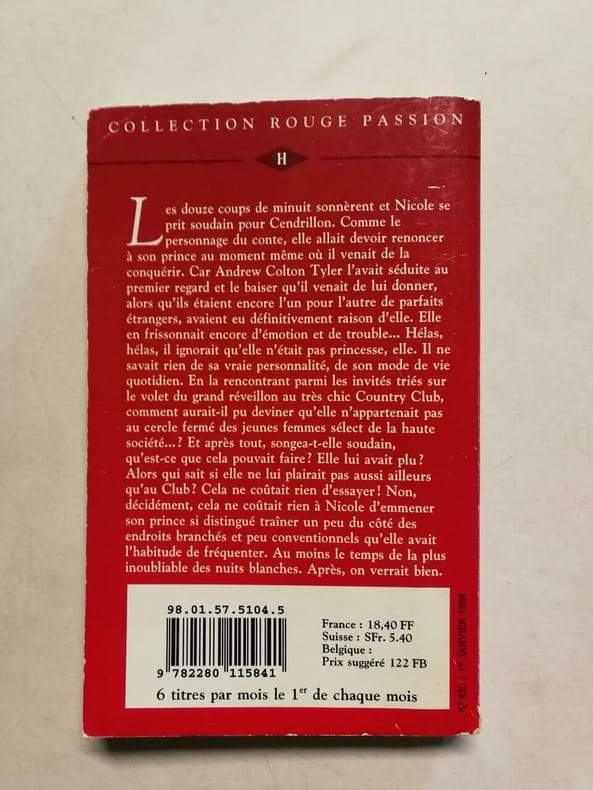 COLLECTION ROUGE PASSION
H
Les douze coups de minuit sonnèrent et Nicole se
prit soudain pour Cendrillon. Comme le
personnage du conte, elle allait devoir renoncer
à son prince au moment même où il venait de la
conquérir. Car Andrew Colton Tyler l'avait séduite au
premier regard et le baiser qu'il venait de lui donner,
alors qu'ils étaient encore l'un pour l'autre de parfaits
étrangers, avaient eu définitivement raison d'elle. Elle
en frissonnait encore d'émotion et de trouble... Hélas,
hélas, il ignorait qu'elle n'était pas princesse, elle. Il ne
savait rien de sa vraie personnalité, de son mode de vie
quotidien. En la rencontrant parmi les invités triés sur
le volet du grand réveillon au très chic Country Club,
comment aurait-il pu deviner qu'elle n'appartenait pas
au cercle fermé des jeunes femmes sélect de la haute
société...? Et après tout, songea-t-elle soudain,
qu'est-ce que cela pouvait faire? Elle lui avait plu?
Alors qui sait si elle ne lui plairait pas aussi ailleurs
qu'au Club? Cela ne coûtait rien d'essayer! Non,
décidément, cela ne coûtait rien à Nicole d'emmener
son prince si distingué traîner un peu du côté des
endroits branchés et peu conventionnels qu'elle avait
l'habitude de fréquenter. Au moins le temps de la plus
inoubliable des nuits blanches. Après, on verrait bien.
98.01.57.5104.5
9 782280 115841
France : 18,40 FF
Suisse : SFr. 5.40
Belgique :
Prix suggéré 122 FB
6 titres par mois le 1er de chaque mois
1er JANVIER 1998